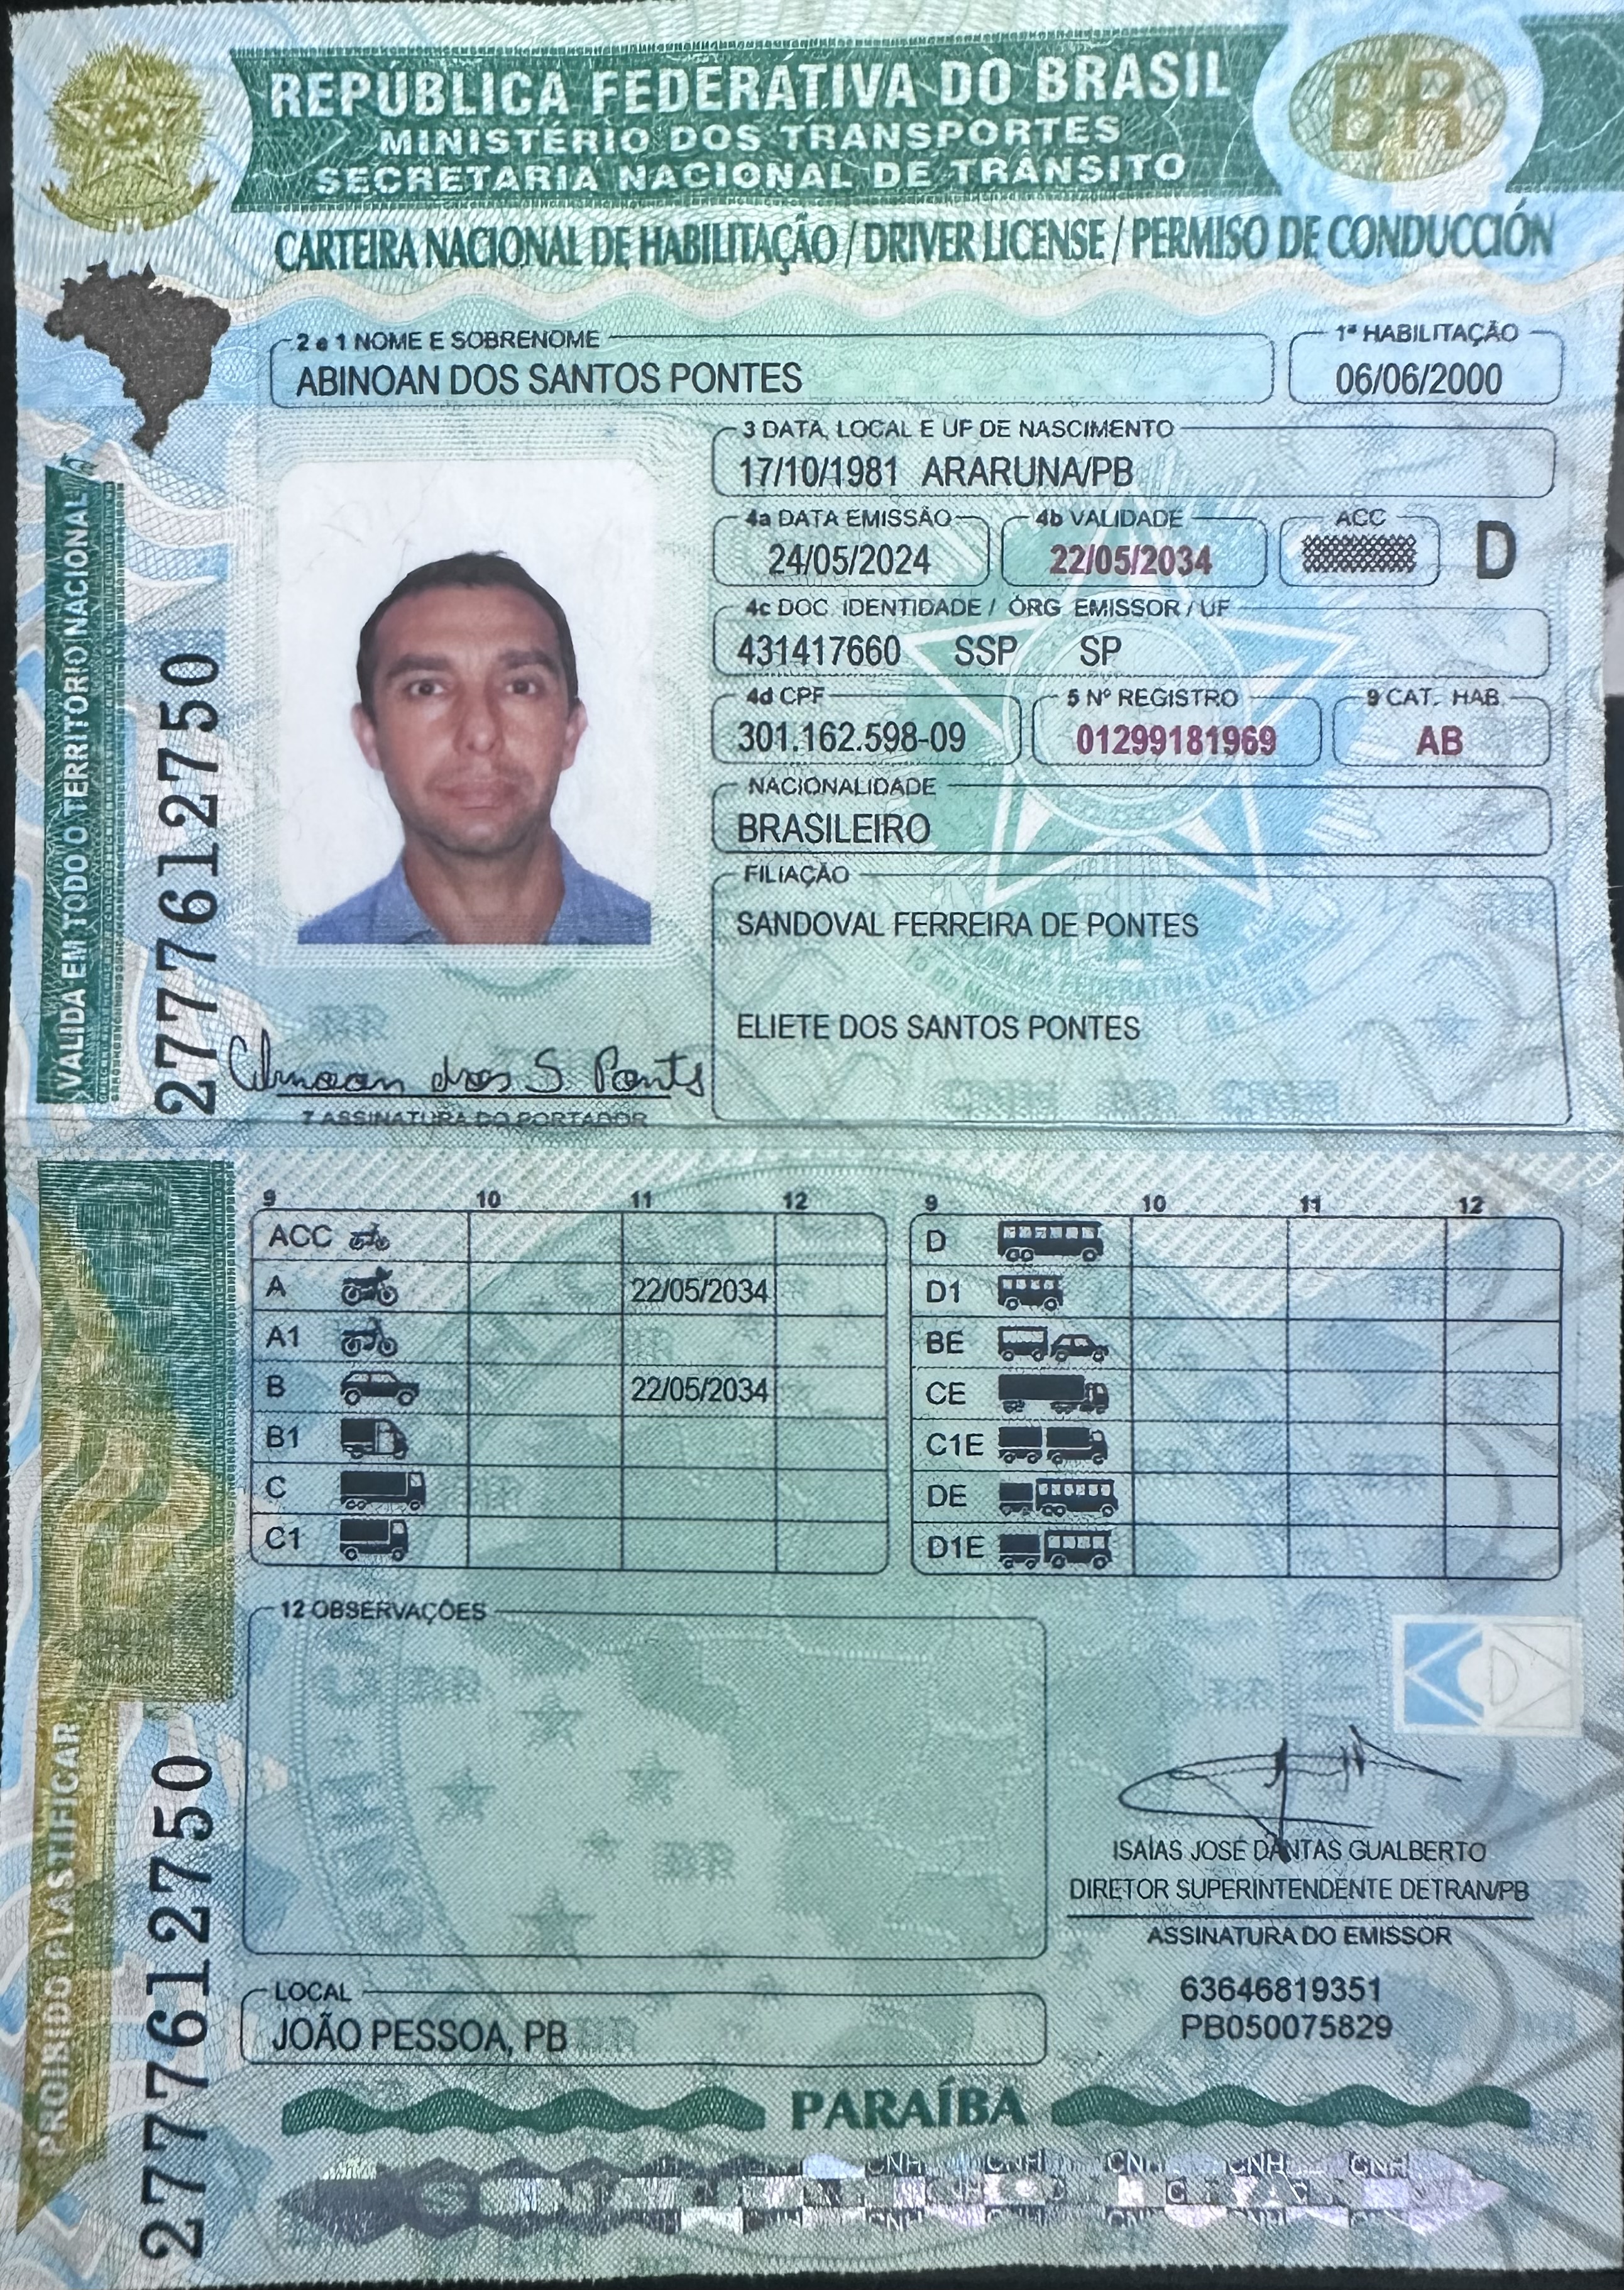 REPÚBLICA FEDERATIVA DO BRASIL
MINISTÉRIO DOS TRANSPORTES
SECRETARIA NACIONAL DE TRÂNSITO
BR
CARTEIRA NACIONAL DE HABILITAÇÃO / DRIVER LICENSE / PERMISO DE CONDUCCIÓN
2 e 1 NOME E SOBRENOME
ABINOAN DOS SANTOS PONTES
1ª HABILITAÇÃO
06/06/2000
3 DATA, LOCAL E UF DE NASCIMENTO
17/10/1981 ARARUNA/PB
4a DATA EMISSÃO
24/05/2024
4b VALIDADE
22/05/2034
ACC
D
4c DOC. IDENTIDADE / ÓRG EMISSOR / UF
431417660 SSP SP
4d CPF
301.162.598-09
5 Nº REGISTRO
01299181969
9 CAT. HAB.
AB
NACIONALIDADE
BRASILEIRO
FILIAÇÃO
SANDOVAL FERREIRA DE PONTES
ELIETE DOS SANTOS PONTES
VÁLIDA EM TODO O TERRITÓRIO NACIONAL
2777612750
dos S. Ponts
7 ASSINATURA DO PORTADOR
9 10 11 12
ACC
A 22/05/2034
A1
B 22/05/2034
B1
C
C1
9 10 11 12
D
D1
BE
CE
C1E
DE
D1E
12 OBSERVAÇÕES
PROIBIDO PLASTIFICAR
2777612750
ISAÍAS JOSÉ DANTAS GUALBERTO
DIRETOR SUPERINTENDENTE DETRAN/PB
ASSINATURA DO EMISSOR
63646819351
PB050075829
LOCAL
JOÃO PESSOA, PB
PARAÍBA
CNH CNH CNH CNH CNH